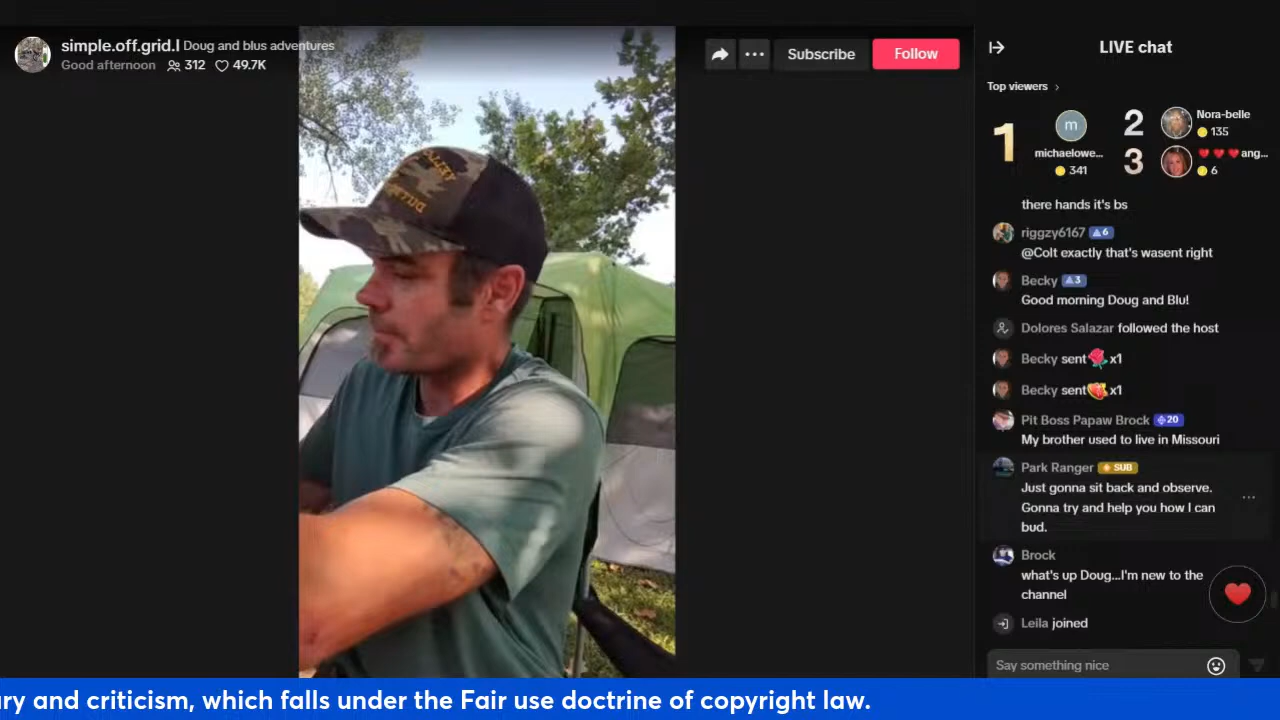 simple.off.grid.l Doug and blus adventures
Good afternoon 312 49.7K
Subscribe
Follow
LIVE chat
Top viewers
1
m
michaelowe...
341
2
Nora-belle
135
3
ang...
6
there hands it's bs
riggzy6167 6
@Colt exactly that's wasent right
Becky 3
Good morning Doug and Blu!
Dolores Salazar followed the host
Becky sent x1
Becky sent x1
Pit Boss Papaw Brock 20
My brother used to live in Missouri
Park Ranger SUB
Just gonna sit back and observe.
Gonna try and help you how I can
bud.
Brock
what's up Doug...I'm new to the
channel
Leila joined
Say something nice
ry and criticism, which falls under the Fair use doctrine of copyright law.